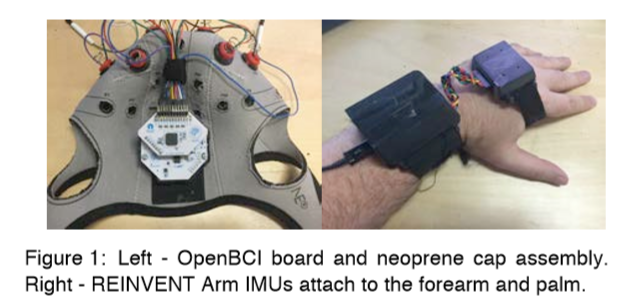 Figure 1: Left - OpenBCI board and neoprene cap assembly.
Right - REINVENT Arm IMUs attach to the forearm and palm.